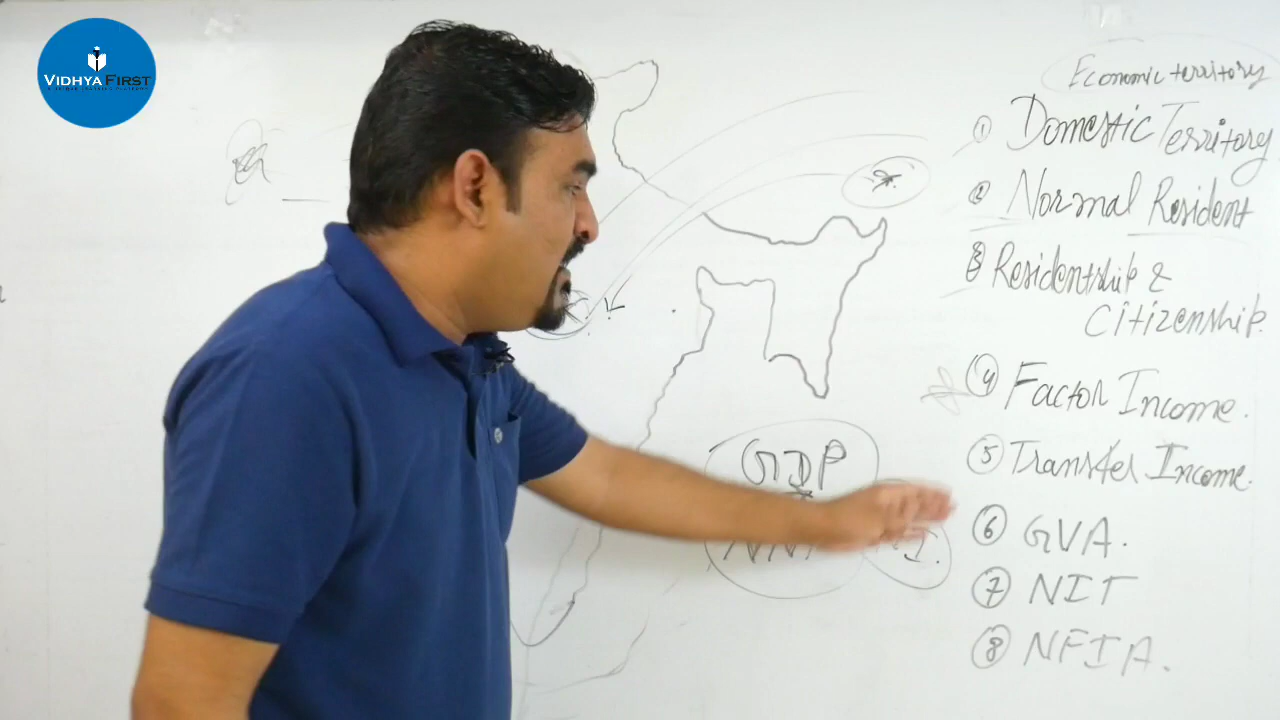 VIDHYA FIRST
Economic territory
① Domestic Territory
② Normal Resident
③ Residentship &
Citizenship.
④ Factor Income.
⑤ Transfer Income.
⑥ GVA.
⑦ NIT
⑧ NFIA.
GDP